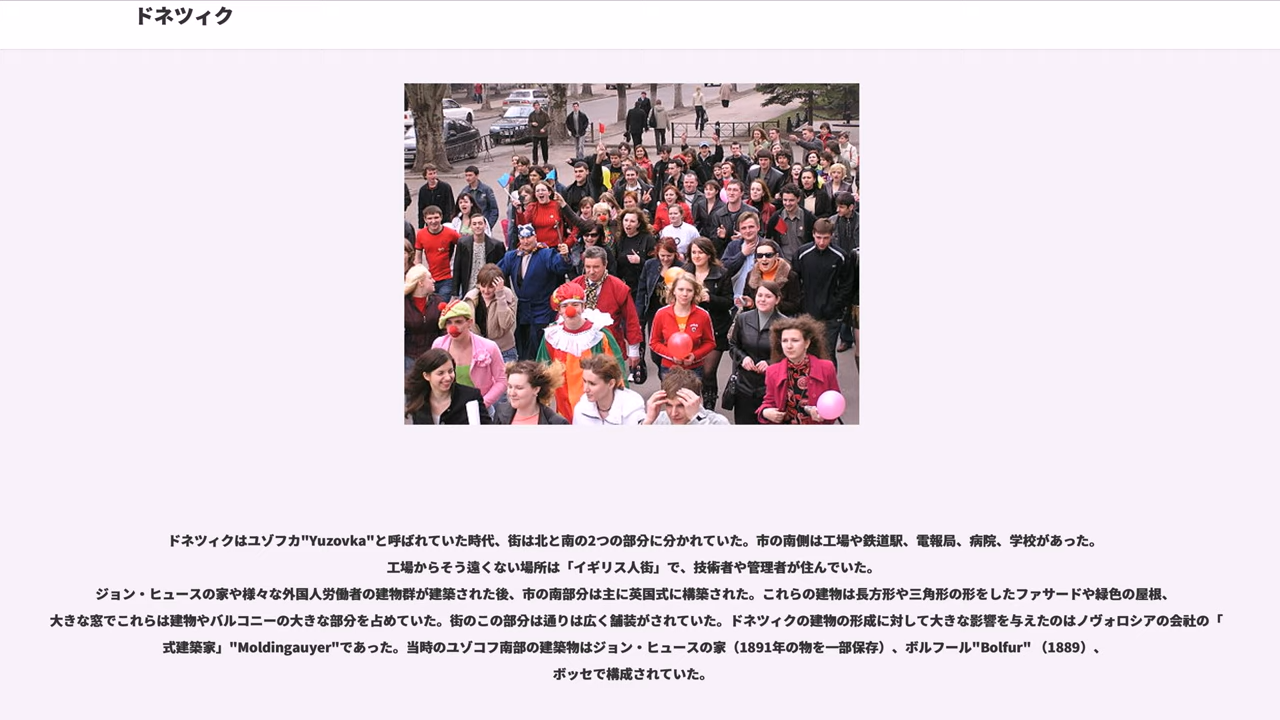 ドネツィク
ドネツィクはユゾフカ"Yuzovka"と呼ばれていた時代、街は北と南の2つの部分に分かれていた。市の南側は工場や鉄道駅、電報局、病院、学校があった。
工場からそう遠くない場所は「イギリス人街」で、技術者や管理者が住んでいた。
ジョン・ヒュースの家や様々な外国人労働者の建物群が建築された後、市の南部分は主に英国式に構築された。これらの建物は長方形や三角形の形をしたファサードや緑色の屋根、
大きな窓でこれらは建物やバルコニーの大きな部分を占めていた。街のこの部分は通りは広く舗装がされていた。ドネツィクの建物の形成に対して大きな影響を与えたのはノヴォロシアの会社の「
式建築家」"Moldingauyer"であった。当時のユゾコフ南部の建築物はジョン・ヒュースの家（1891年の物を一部保存）、ボルフール"Bolfur" （1889）、
ボッセで構成されていた。